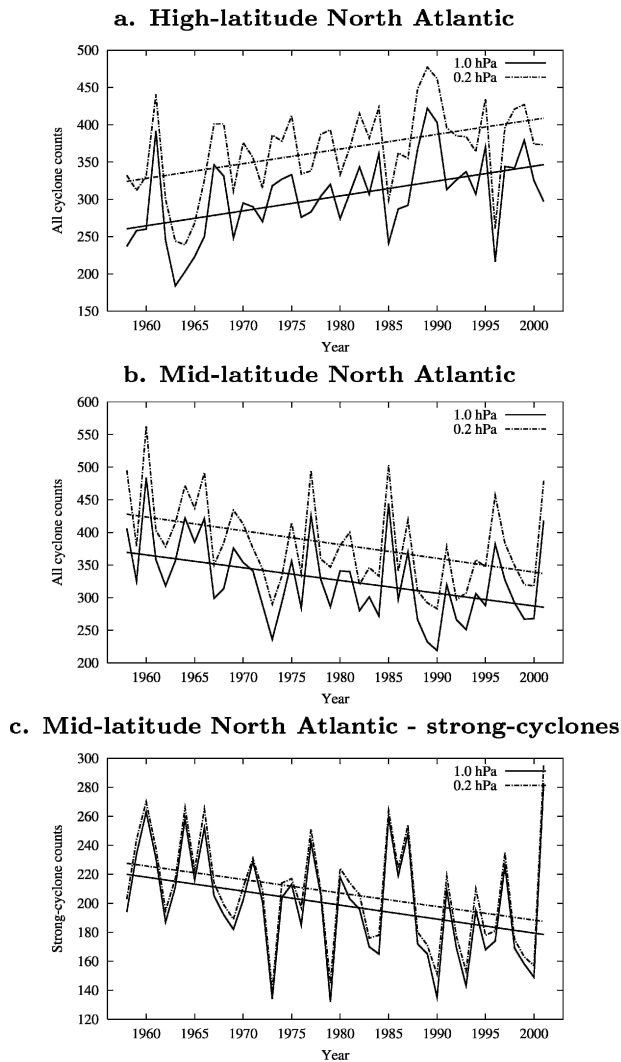 a. High-latitude North Atlantic
500
450
400
350
300
250
200
150
All cyclone counts
1.0 hPa
0.2 hPa
1960 1965 1970 1975 1980 1985 1990 1995 2000
Year
b. Mid-latitude North Atlantic
600
550
500
450
400
350
300
250
200
All cyclone counts
1.0 hPa
0.2 hPa
1960 1965 1970 1975 1980 1985 1990 1995 2000
Year
c. Mid-latitude North Atlantic - strong-cyclones
300
280
260
240
220
200
180
160
140
120
Strong-cyclone counts
1.0 hPa
0.2 hPa
1960 1965 1970 1975 1980 1985 1990 1995 2000
Year